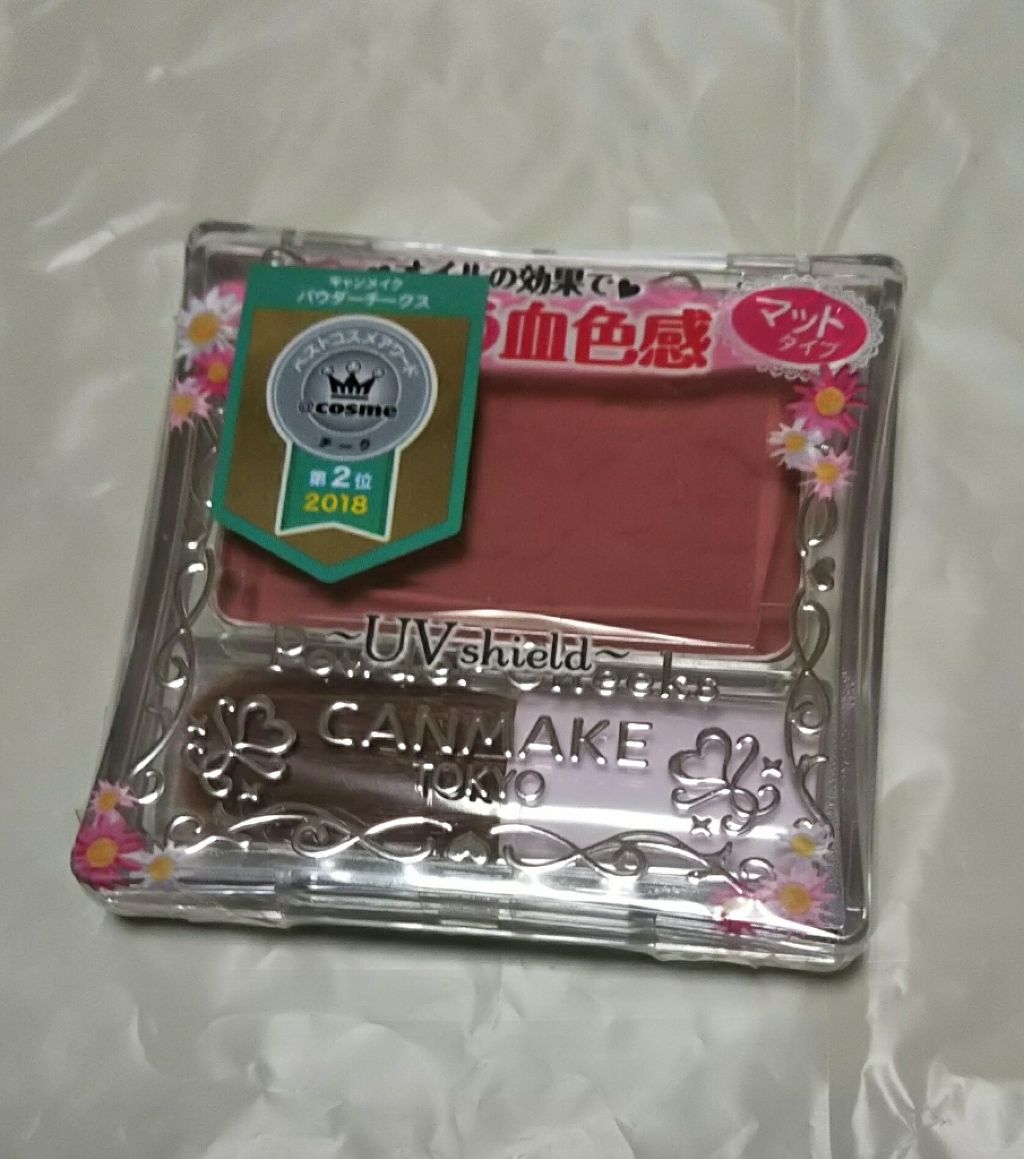 オイルの効果で
血色感
マット
タイプ
キャンメイク
パウダーチークス
ベストコスメアワード
@cosme
チーク
第2位
2018
~UV shield~
Powder Cheeks
CANMAKE
TOKYO